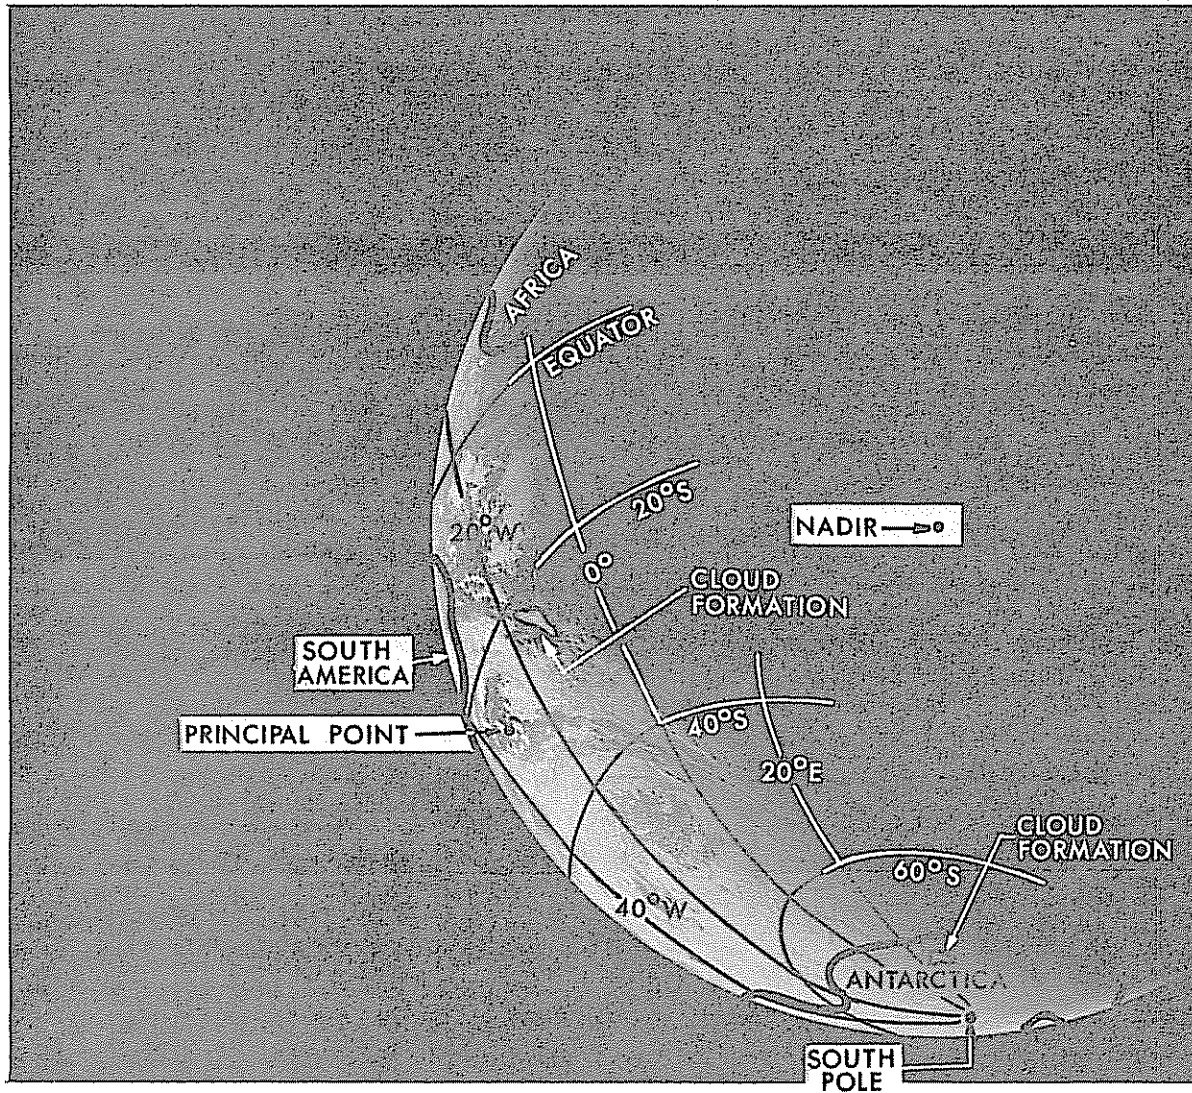 AFRICA
EQUATOR
20°S
NADIR
20°W
0°
CLOUD
FORMATION
SOUTH
AMERICA
PRINCIPAL POINT
40°S
20°E
CLOUD
FORMATION
60°S
40°W
ANTARCTICA
SOUTH
POLE